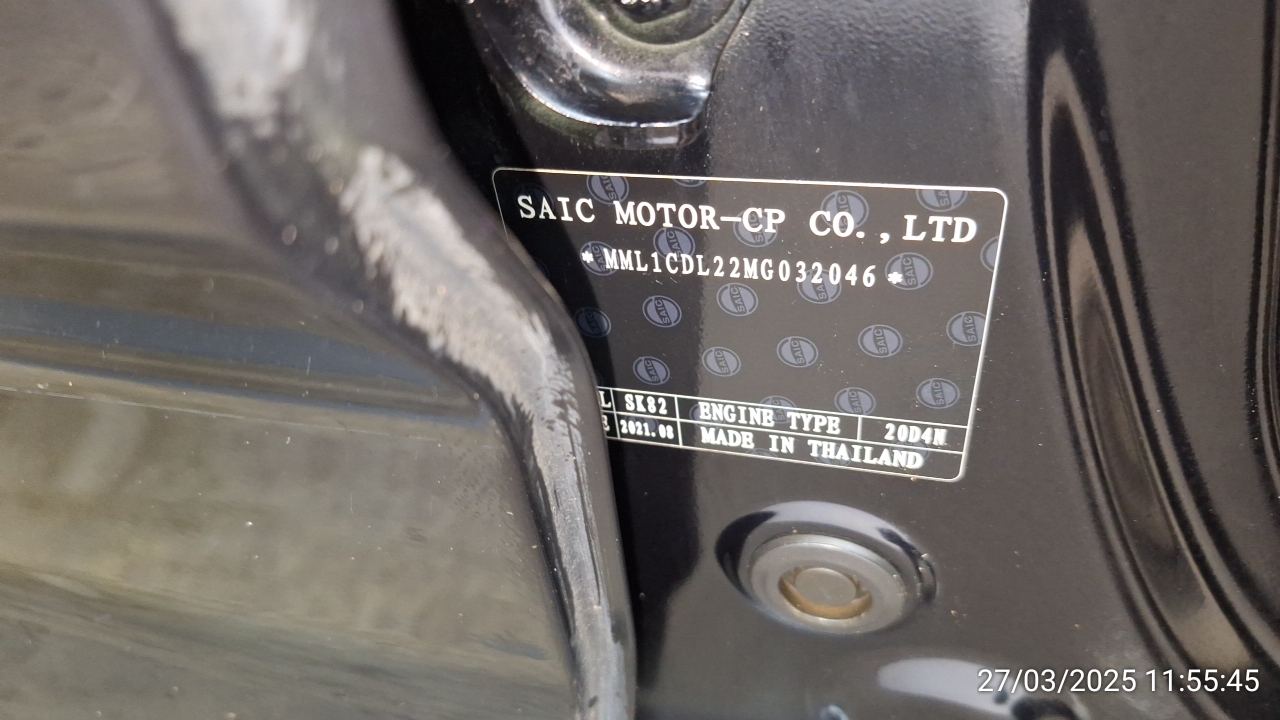 SAIC MOTOR-CP CO.,LTD
* MML1CDL22MG032046 *
L SK82 ENGINE TYPE 20D4N
E 2021.08 MADE IN THAILAND
27/03/2025 11:55:45